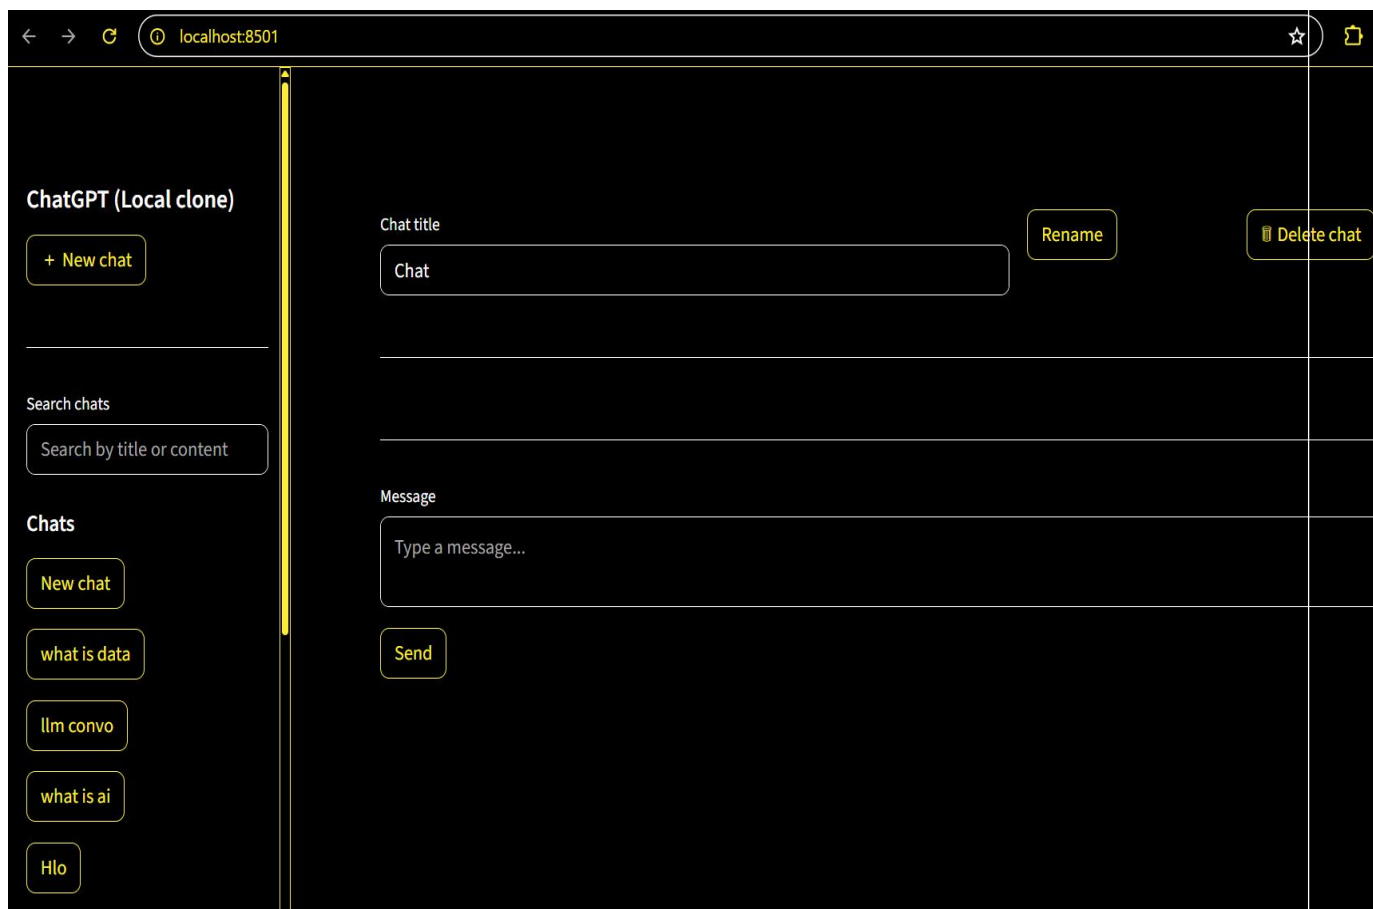 localhost:8501
ChatGPT (Local clone)
+ New chat
Search chats
Search by title or content
Chats
New chat
what is data
llm convo
what is ai
Hlo
Chat title
Chat
Rename
Delete chat
Message
Type a message...
Send